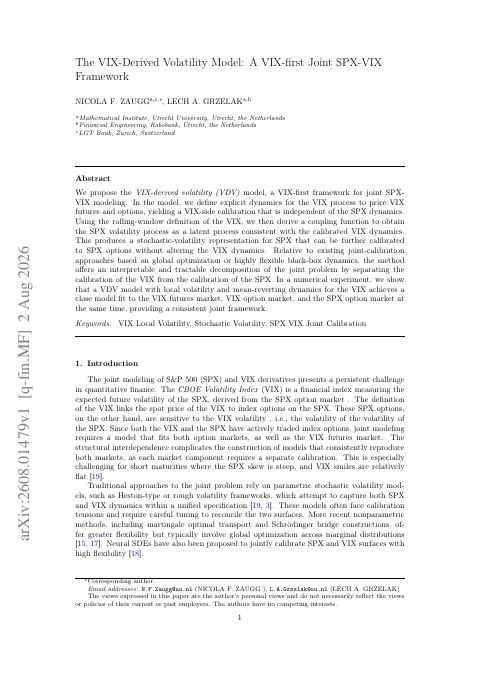 The VIX-Derived Volatility Model: A VIX-first Joint SPX-VIX
Framework
NICOLA F. ZAUGGa,c,∗, LECH A. GRZELAKa,b
aMathematical Institute, Utrecht University, Utrecht, the Netherlands
bFinancial Engineering, Rabobank, Utrecht, the Netherlands
cLGT Bank, Zurich, Switzerland
Abstract
We propose the VIX-derived volatility (VDV) model, a VIX-first framework for joint SPX-
VIX modeling. In the model, we define explicit dynamics for the VIX process to price VIX
futures and options, yielding a VIX-side calibration that is independent of the SPX dynamics.
Using the rolling-window definition of the VIX, we then derive a coupling function to obtain
the SPX volatility process as a latent process consistent with the calibrated VIX dynamics.
This produces a stochastic-volatility representation for SPX that can be further calibrated
to SPX options without altering the VIX dynamics. Relative to existing joint-calibration
approaches based on global optimization or highly flexible black-box dynamics, the method
offers an interpretable and tractable decomposition of the joint problem by separating the
calibration of the VIX from the calibration of the SPX. In a numerical experiment, we show
that a VDV model with local volatility and mean-reverting dynamics for the VIX achieves a
close model fit to the VIX futures market, VIX option market, and the SPX option market at
the same time, providing a consistent joint framework.
Keywords: VIX Local Volatility, Stochastic Volatility, SPX VIX Joint Calibration
1. Introduction
The joint modeling of S&P 500 (SPX) and VIX derivatives presents a persistent challenge
in quantitative finance. The CBOE Volatility Index (VIX) is a financial index measuring the
expected future volatility of the SPX, derived from the SPX option market . The definition
of the VIX links the spot price of the VIX to index options on the SPX. These SPX options,
on the other hand, are sensitive to the VIX volatility , i.e., the volatility of the volatility of
the SPX. Since both the VIX and the SPX have actively traded index options, joint modeling
requires a model that fits both option markets, as well as the VIX futures market. The
structural interdependence complicates the construction of models that consistently reproduce
both markets, as each market component requires a separate calibration. This is especially
challenging for short maturities where the SPX skew is steep, and VIX smiles are relatively
flat [19].
Traditional approaches to the joint problem rely on parametric stochastic volatility mod-
els, such as Heston-type or rough volatility frameworks, which attempt to capture both SPX
and VIX dynamics within a unified specification [19, 3]. These models often face calibration
tensions and require careful tuning to reconcile the two surfaces. More recent nonparametric
methods, including martingale optimal transport and Schrödinger bridge constructions, of-
fer greater flexibility but typically involve global optimization across marginal distributions
[15, 17]. Neural SDEs have also been proposed to jointly calibrate SPX and VIX surfaces with
high flexibility [18].
∗Corresponding author.
Email addresses: N.F.Zaugg@uu.nl (NICOLA F. ZAUGG ), L.A.Grzelak@uu.nl (LECH A. GRZELAK)
The views expressed in this paper are the author's personal views and do not necessarily reflect the views
or policies of their current or past employers. The authors have no competing interests.
1
arXiv:2608.01479v1 [q-fin.MF] 2 Aug 2026